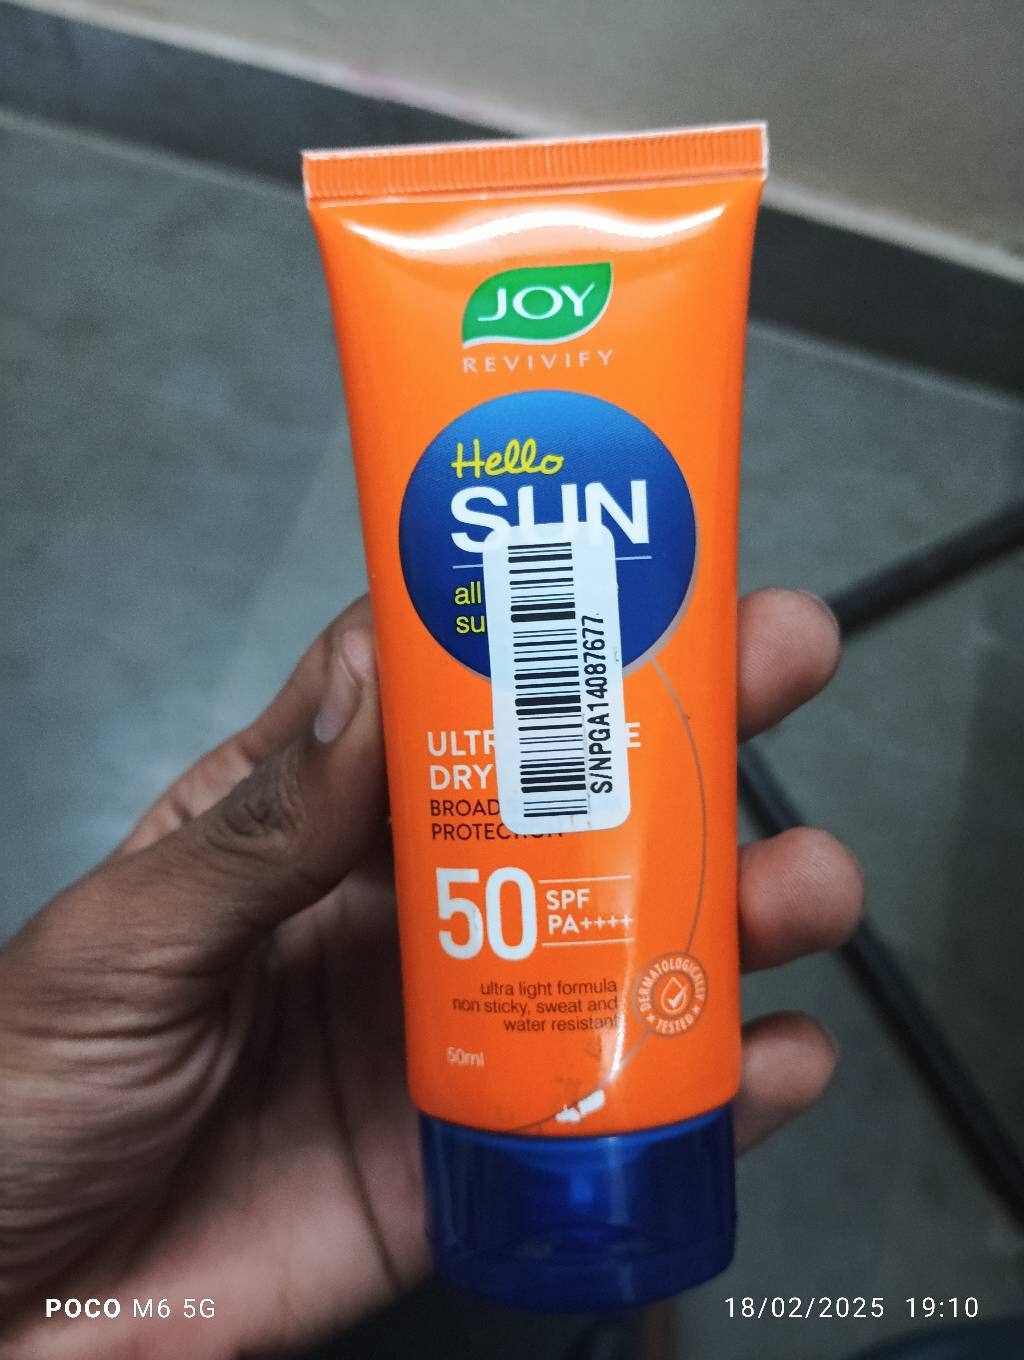 JOY
REVIVIFY
Hello
SUN
all
su
S/NPGA14087677
ULTR E
DRY
BROAD
PROTECTION
50 SPF
PA++++
ultra light formula
non sticky, sweat and
water resistant
DERMATOLOGICALLY TESTED
50ml
POCO M6 5G
18/02/2025 19:10